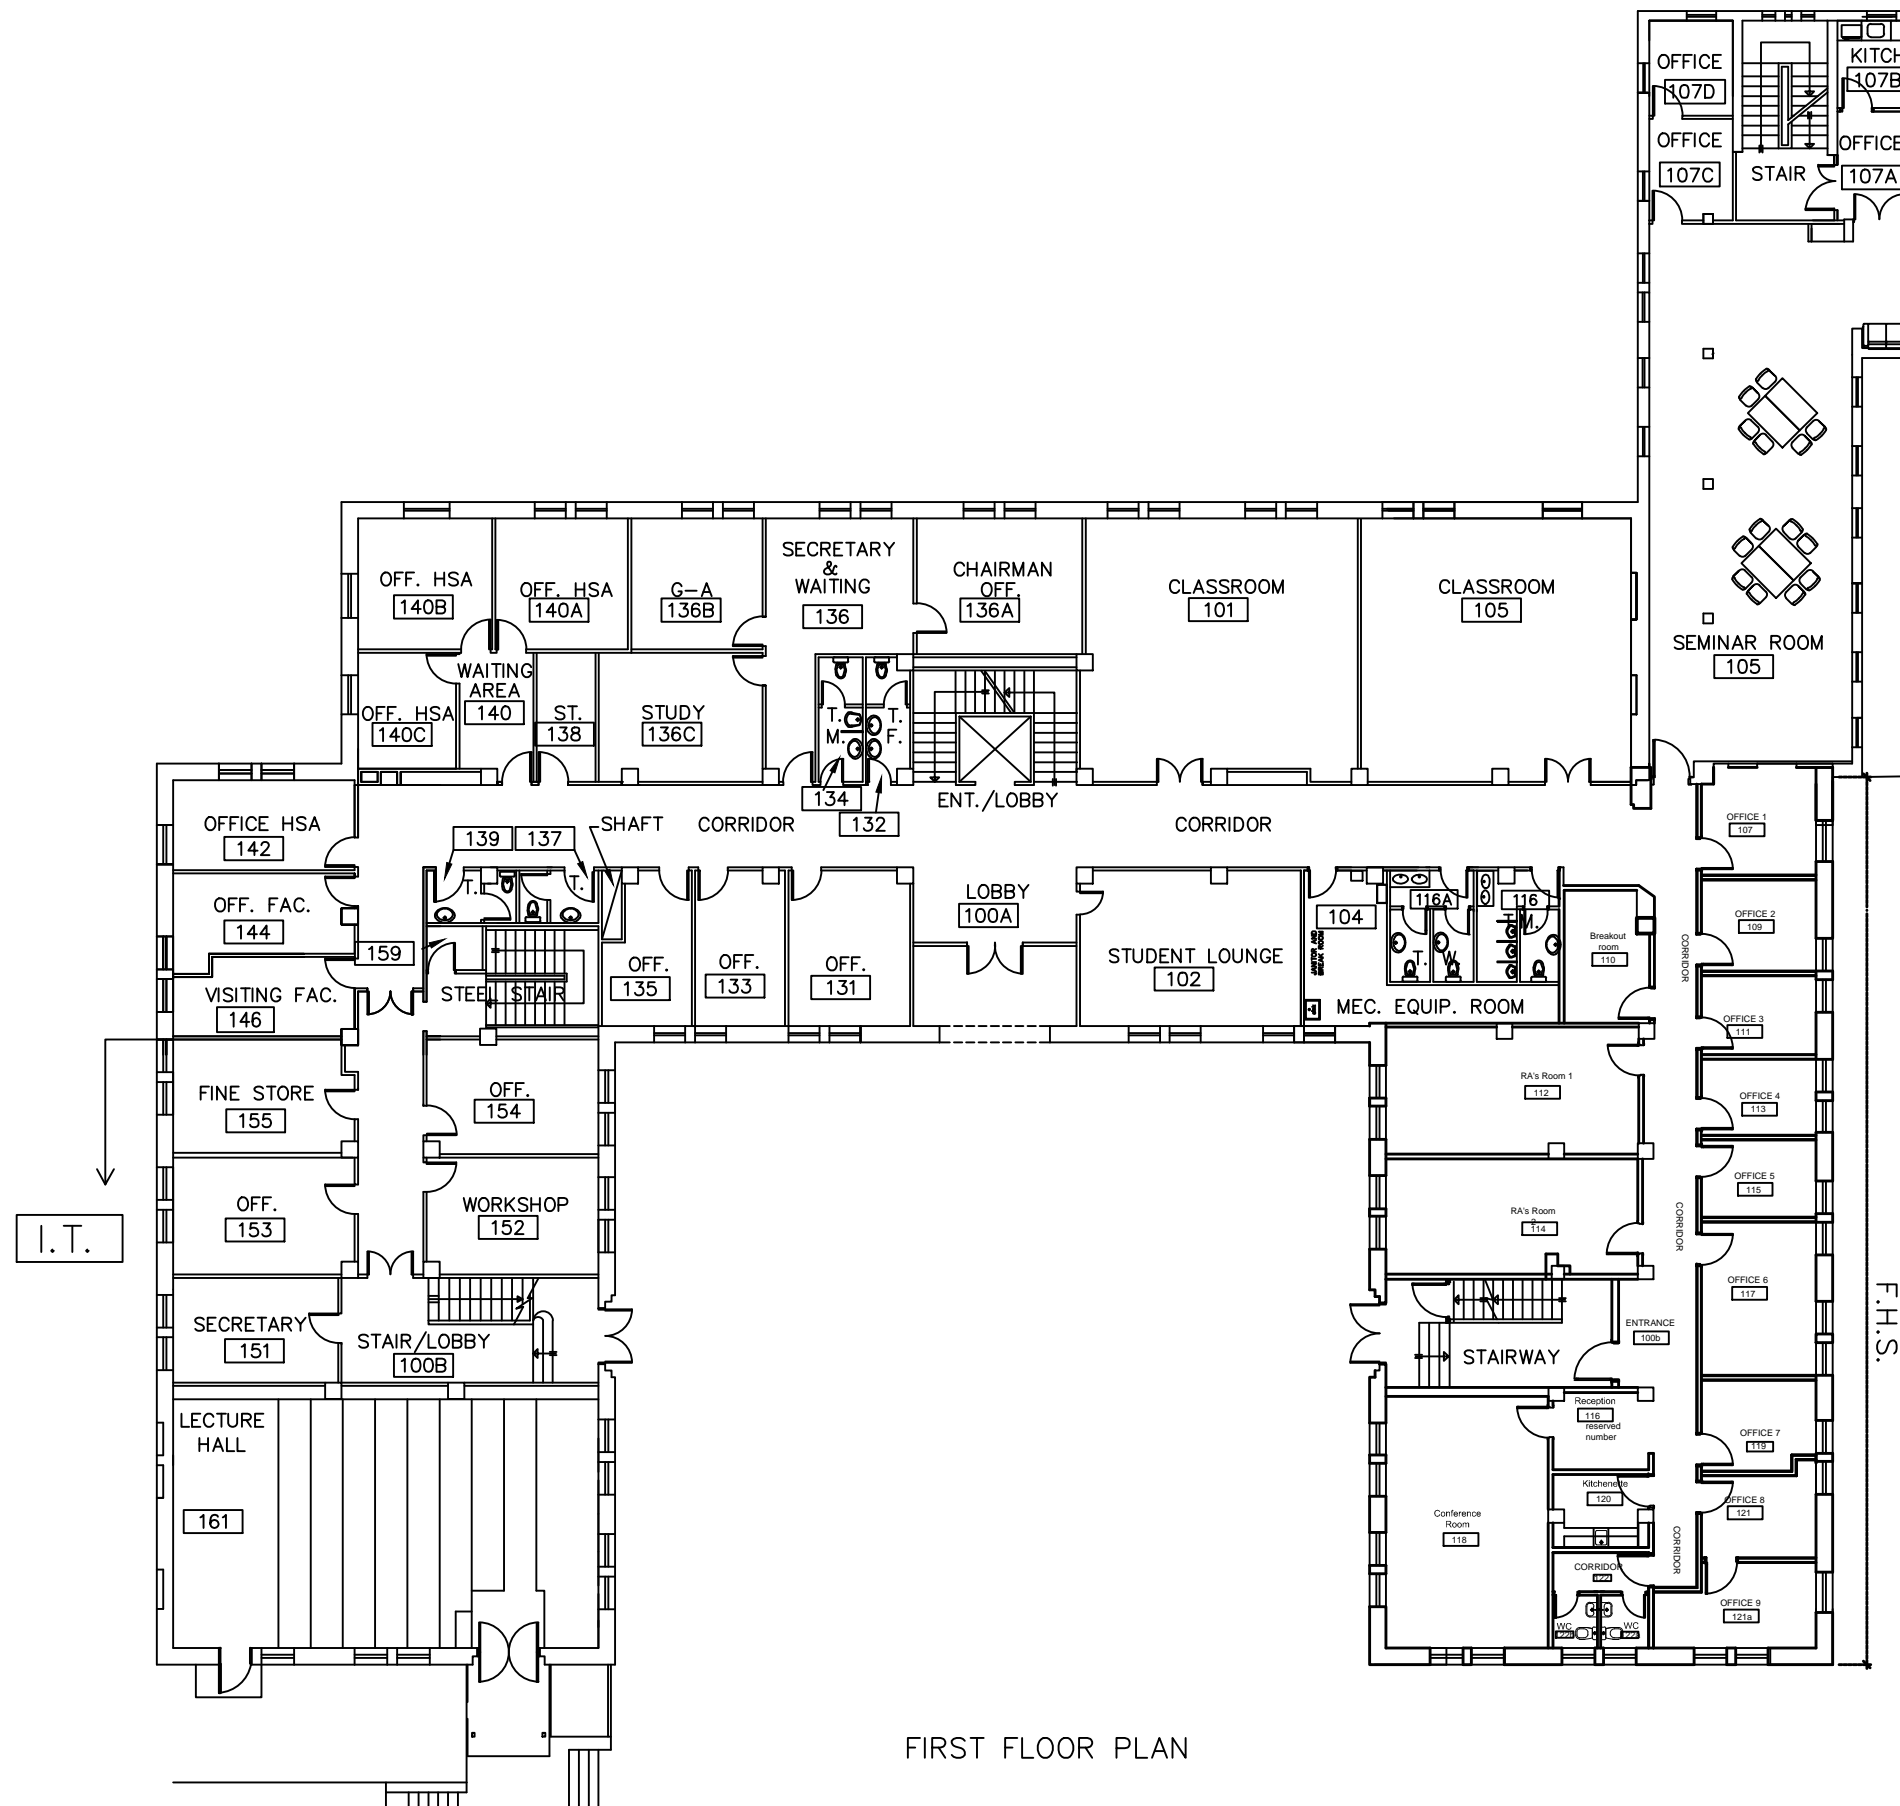 OFFICE
107D
KITCH
107B
OFFICE
107C
STAIR
OFFICE
107A
SEMINAR ROOM
105
OFF. HSA
140B
OFF. HSA
140A
G-A
136B
SECRETARY
&
WAITING
136
CHAIRMAN
OFF.
136A
CLASSROOM
101
CLASSROOM
105
OFF. HSA
140C
WAITING
AREA
140
ST.
138
STUDY
136C
T.
M.
T.
F.
134
132
ENT./LOBBY
OFFICE HSA
142
139
137
SHAFT
CORRIDOR
CORRIDOR
T.
T.
OFF. FAC.
144
159
VISITING FAC.
146
STEEL STAIR
OFF.
135
OFF.
133
OFF.
131
LOBBY
100A
STUDENT LOUNGE
102
104
JANITOR AND
BREAK ROOM
116A
116
T.M.
T. W.
MEC. EQUIP. ROOM
Breakout
room
110
CORRIDOR
OFFICE 1
107
OFFICE 2
109
OFFICE 3
111
OFFICE 4
113
OFFICE 5
115
OFFICE 6
117
OFFICE 7
119
OFFICE 8
121
OFFICE 9
121a
FINE STORE
155
OFF.
154
OFF.
153
WORKSHOP
152
I.T.
SECRETARY
151
STAIR/LOBBY
100B
LECTURE
HALL
161
RA's Room 1
112
RA's Room
2
114
CORRIDOR
ENTRANCE
100b
STAIRWAY
Reception
116
reserved
number
Kitchenette
120
Conference
Room
118
CORRIDOR
CORRIDOR
122
WC
WC
F.H.S.
FIRST FLOOR PLAN